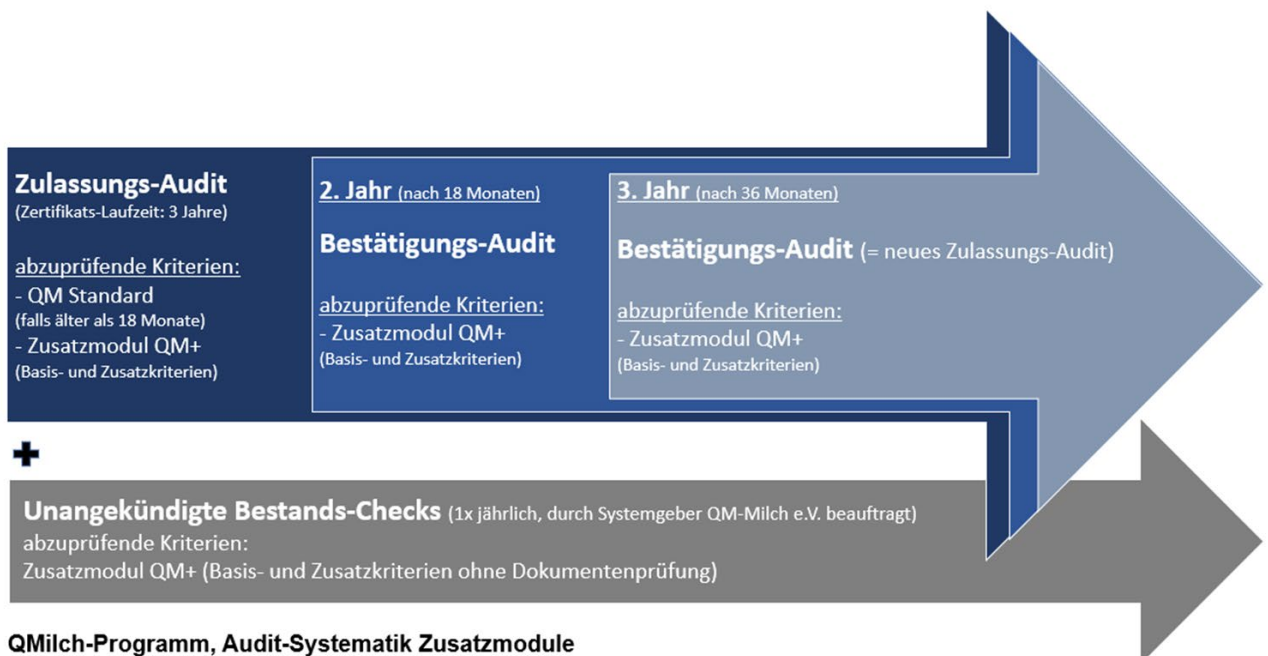 Zulassungs-Audit
(Zertifikats-Laufzeit: 3 Jahre)
abzuprüfende Kriterien:
- QM Standard
(falls älter als 18 Monate)
- Zusatzmodul QM+
(Basis- und Zusatzkriterien)
2. Jahr (nach 18 Monaten)
Bestätigungs-Audit
abzuprüfende Kriterien:
- Zusatzmodul QM+
(Basis- und Zusatzkriterien)
3. Jahr (nach 36 Monaten)
Bestätigungs-Audit (= neues Zulassungs-Audit)
abzuprüfende Kriterien:
- Zusatzmodul QM+
(Basis- und Zusatzkriterien)
+
Unangekündigte Bestands-Checks (1x jährlich, durch Systemgeber QM-Milch e.V. beauftragt)
abzuprüfende Kriterien:
Zusatzmodul QM+ (Basis- und Zusatzkriterien ohne Dokumentenprüfung)
QMilch-Programm, Audit-Systematik Zusatzmodule